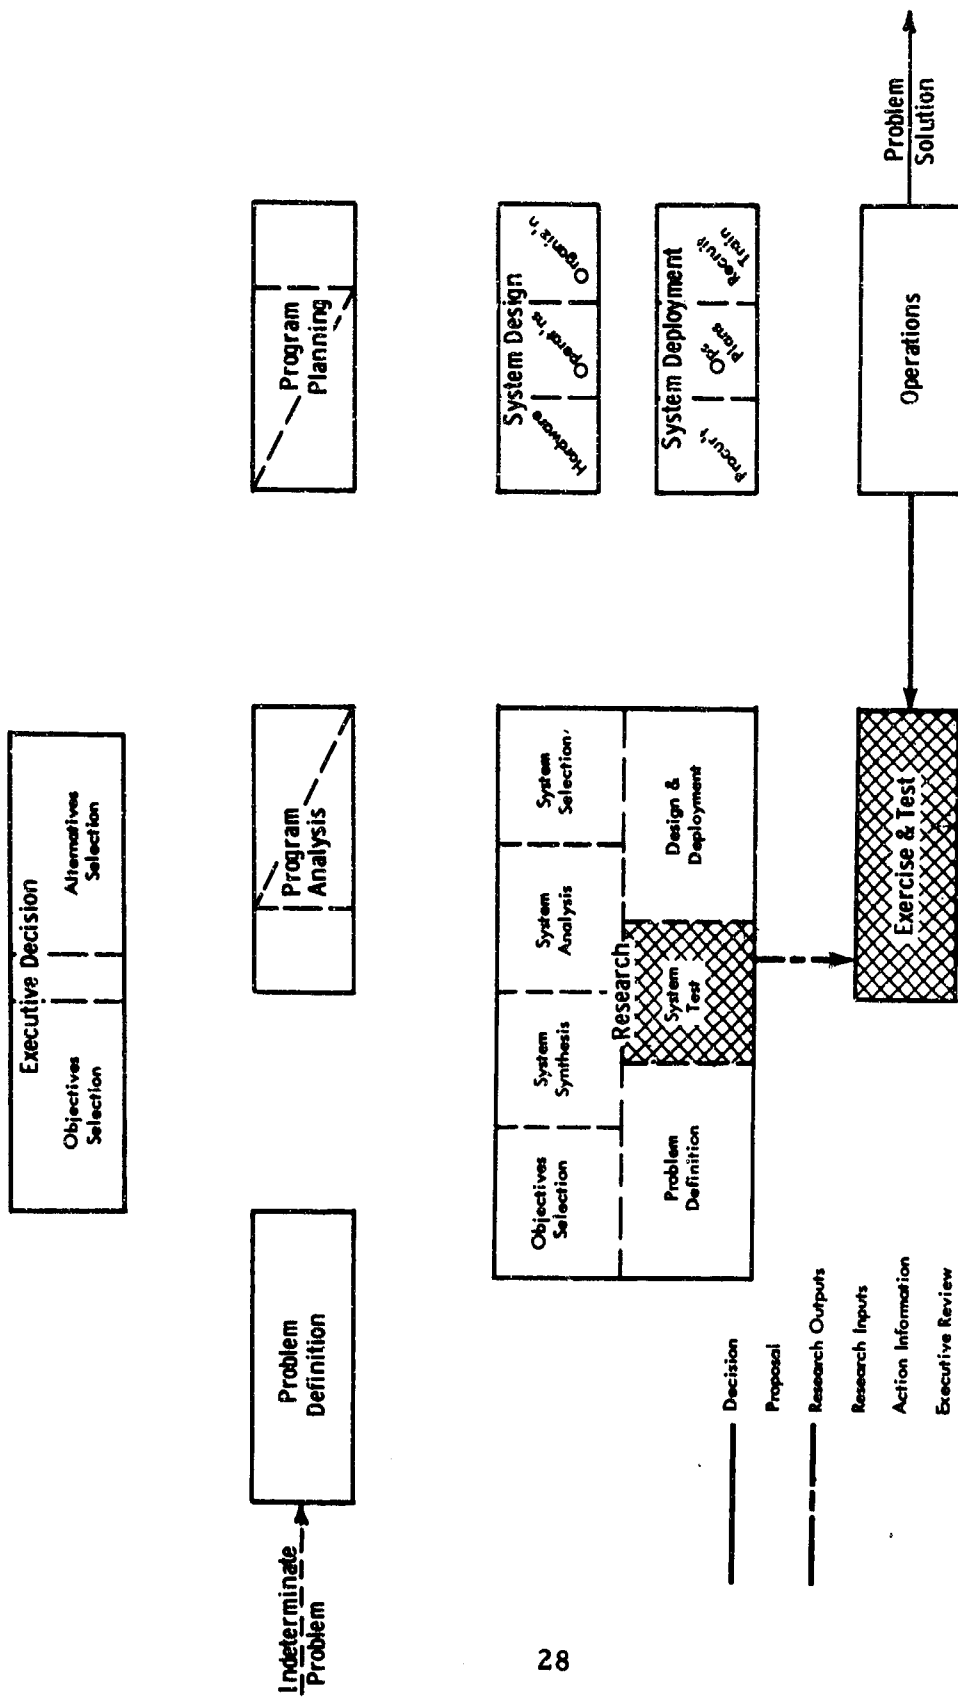 Executive Decision
Objectives
Selection
Alternatives
Selection
Indeterminate
Problem
Problem
Definition
Program
Analysis
Program
Planning
Objectives
Selection
System
Synthesis
System
Analysis
System
Selection
Research
Problem
Definition
System
Test
Design &
Deployment
System Design
Hardware
Operat'ns
Organiz'n
System Deployment
Procur't
Ops
Plans
Recruit
Train
Exercise & Test
Operations
Problem
Solution
Decision
Proposal
Research Outputs
Research Inputs
Action Information
Executive Review
28